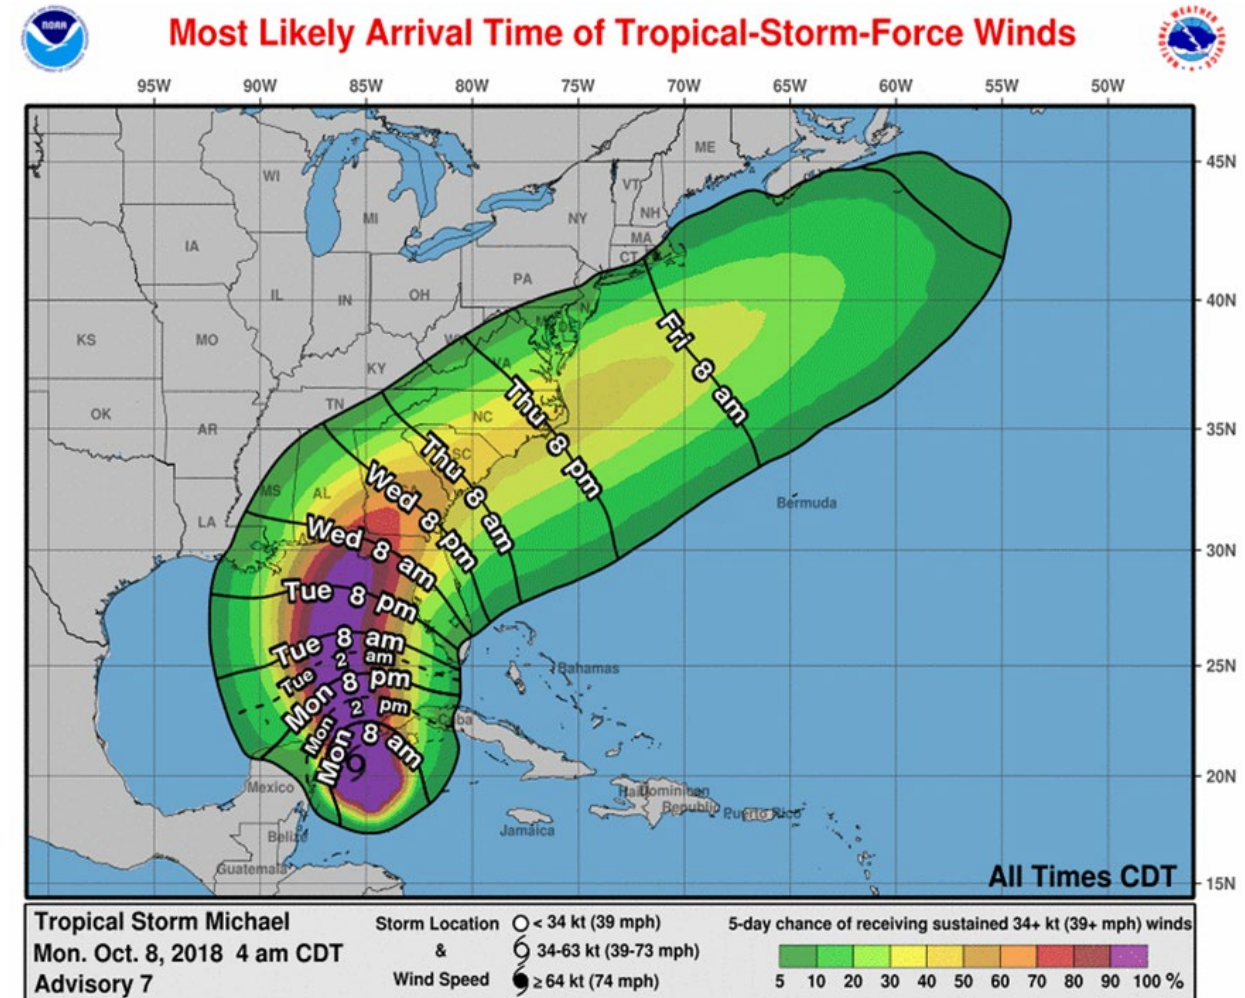 NOAA
Most Likely Arrival Time of Tropical-Storm-Force Winds
NATIONAL WEATHER SERVICE
95W 90W 85W 80W 75W 70W 65W 60W 55W 50W
ME
45N
WI
VT
MI
NY
NH
IA
MA
CT
PA
IL
IN
OH
40N
KS
MO
Fri 8 am
VA
KY
TN
Thu 8 pm
OK
NC
AR
35N
Thu 8 am
SC
Wed 8 pm
MS
AL
Bermuda
LA
Wed 8 am
30N
Tue 8 pm
Tue 8 am
Tue 2 am
25N
Bahamas
Mon 8 pm
Mon 2 pm
Cuba
Mon 8 am
20N
Mexico
Haiti
Dominican
Republic
Puerto Rico
Jamaica
Belize
Guatemala
All Times CDT
15N
Tropical Storm Michael
Mon. Oct. 8, 2018 4 am CDT
Advisory 7
Storm Location
&
Wind Speed
< 34 kt (39 mph)
34-63 kt (39-73 mph)
≥ 64 kt (74 mph)
5-day chance of receiving sustained 34+ kt (39+ mph) winds
5 10 20 30 40 50 60 70 80 90 100 %